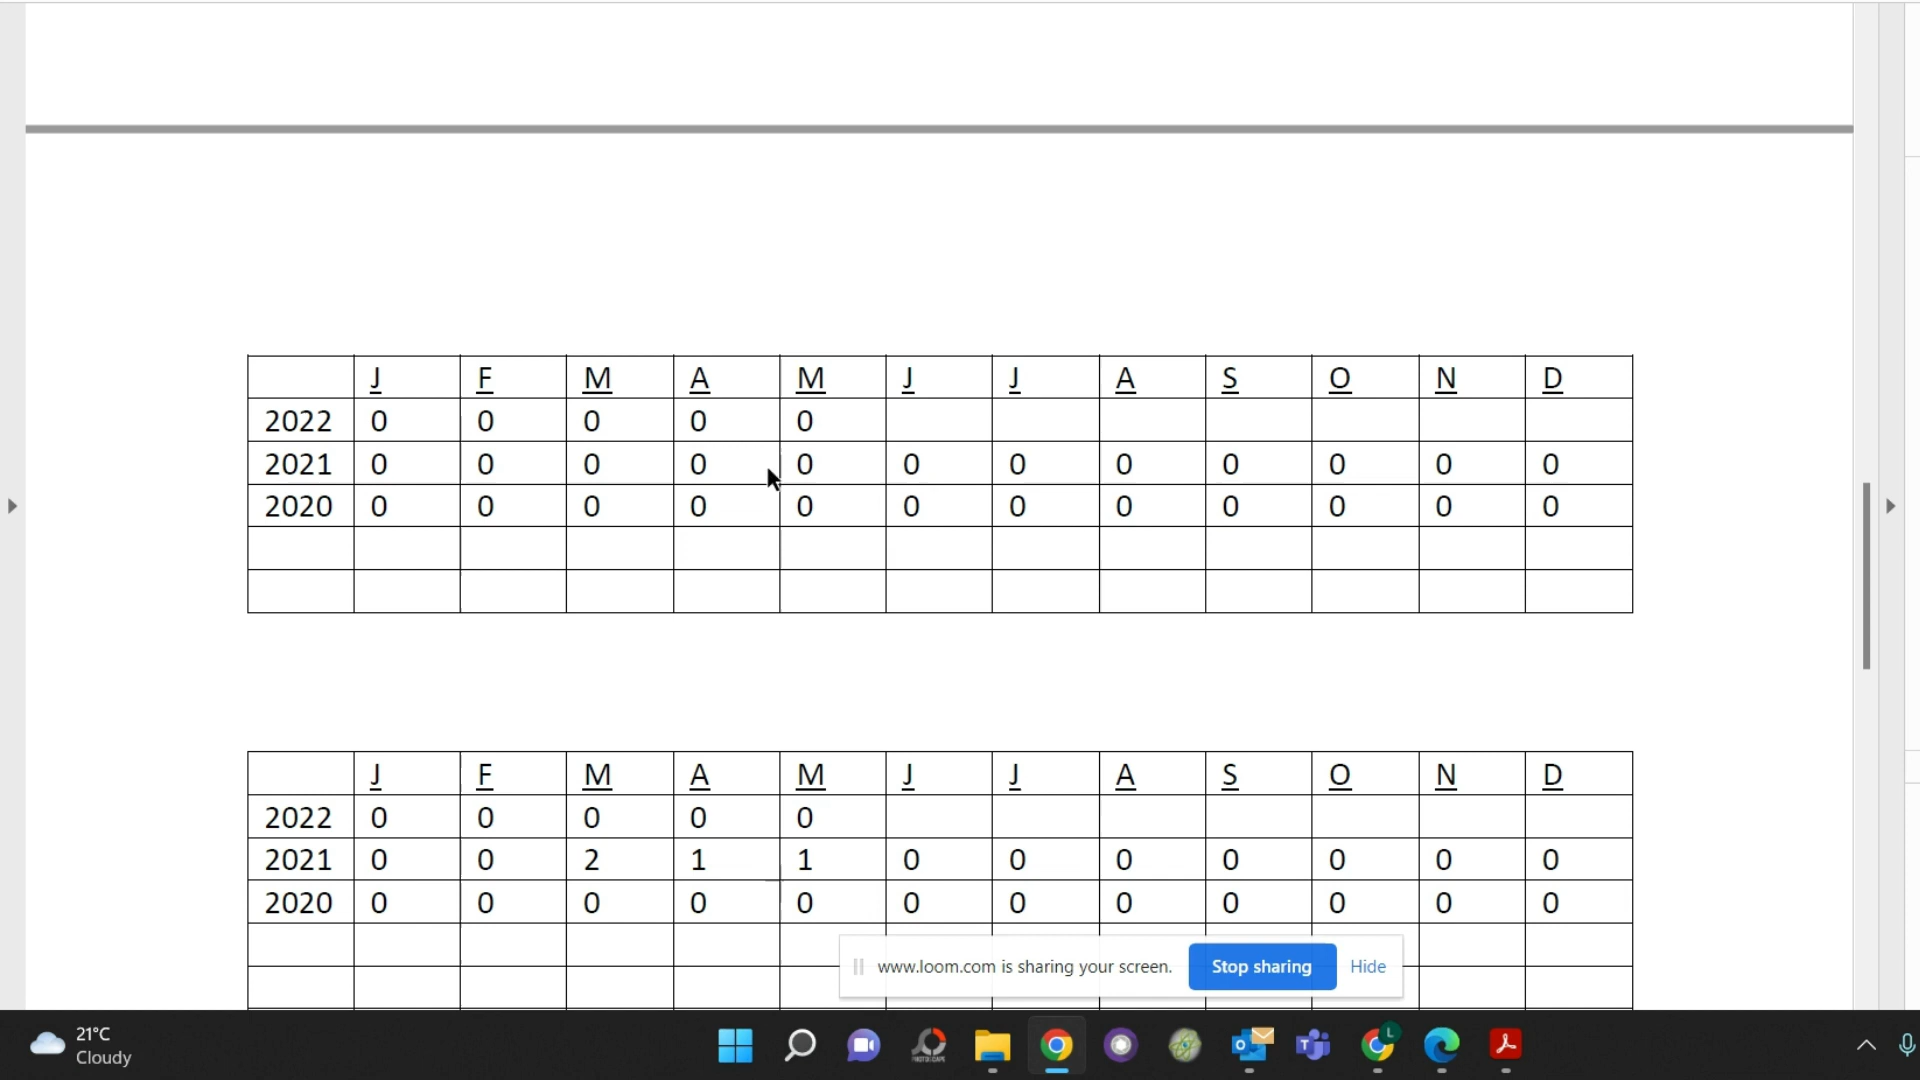 J F M A M J J A S O N D
2022 0 0 0 0 0
2021 0 0 0 0 0 0 0 0 0 0 0 0
2020 0 0 0 0 0 0 0 0 0 0 0 0
J F M A M J J A S O N D
2022 0 0 0 0 0
2021 0 0 2 1 1 0 0 0 0 0 0 0
2020 0 0 0 0 0 0 0 0 0 0 0 0
www.loom.com is sharing your screen. Stop sharing Hide
21°C
Cloudy